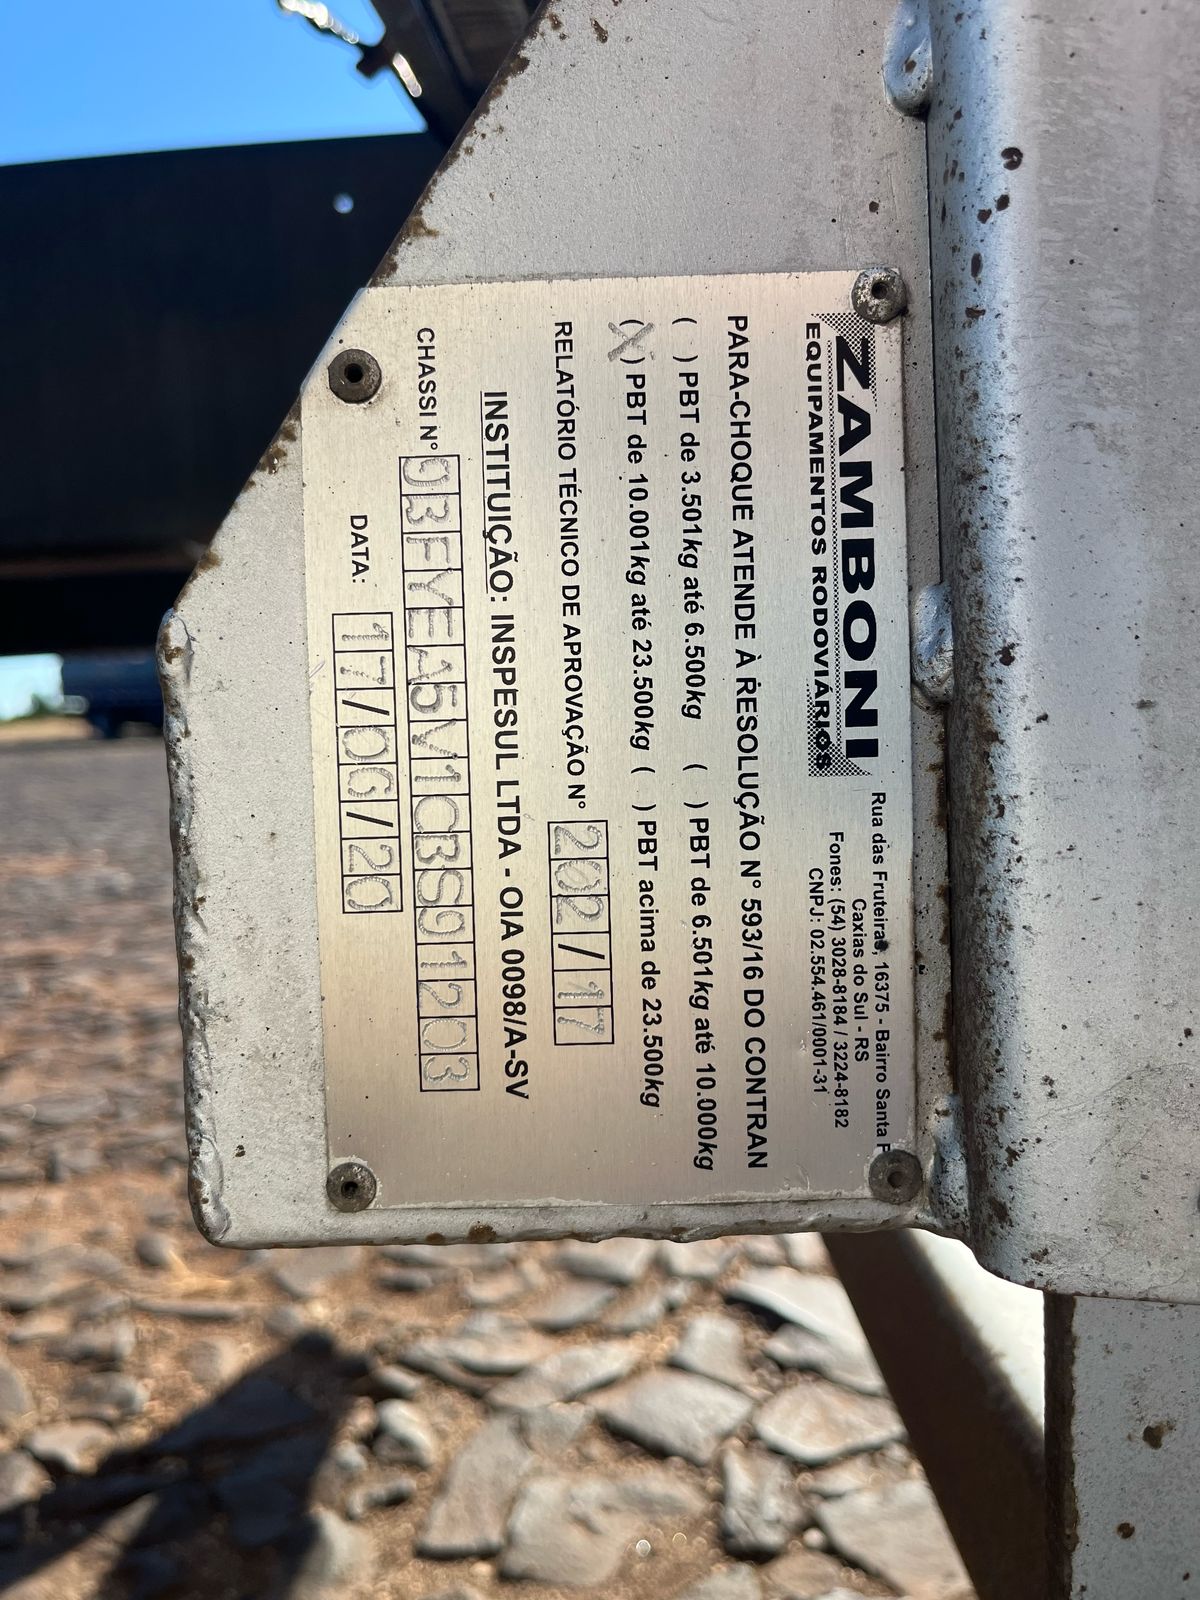 ZAMBONI
EQUIPAMENTOS RODOVIÁRIOS
Rua das Fruteiras, 16375 - Bairro Santa F
Caxias do Sul - RS
Fones: (54) 3028-8184 / 3224-8182
CNPJ: 02.554.461/0001-31
PARA-CHOQUE ATENDE À RESOLUÇÃO N° 593/16 DO CONTRAN
( ) PBT de 3.501kg até 6.500kg ( ) PBT de 6.501kg até 10.000kg
(X) PBT de 10.001kg até 23.500kg ( ) PBT acima de 23.500kg
RELATÓRIO TÉCNICO DE APROVAÇÃO N° 202/17
INSTITUIÇÃO: INSPESUL LTDA - OIA 0098/A-SV
CHASSI N° 93FYEA5V1CBS91203
DATA: 17/06/20